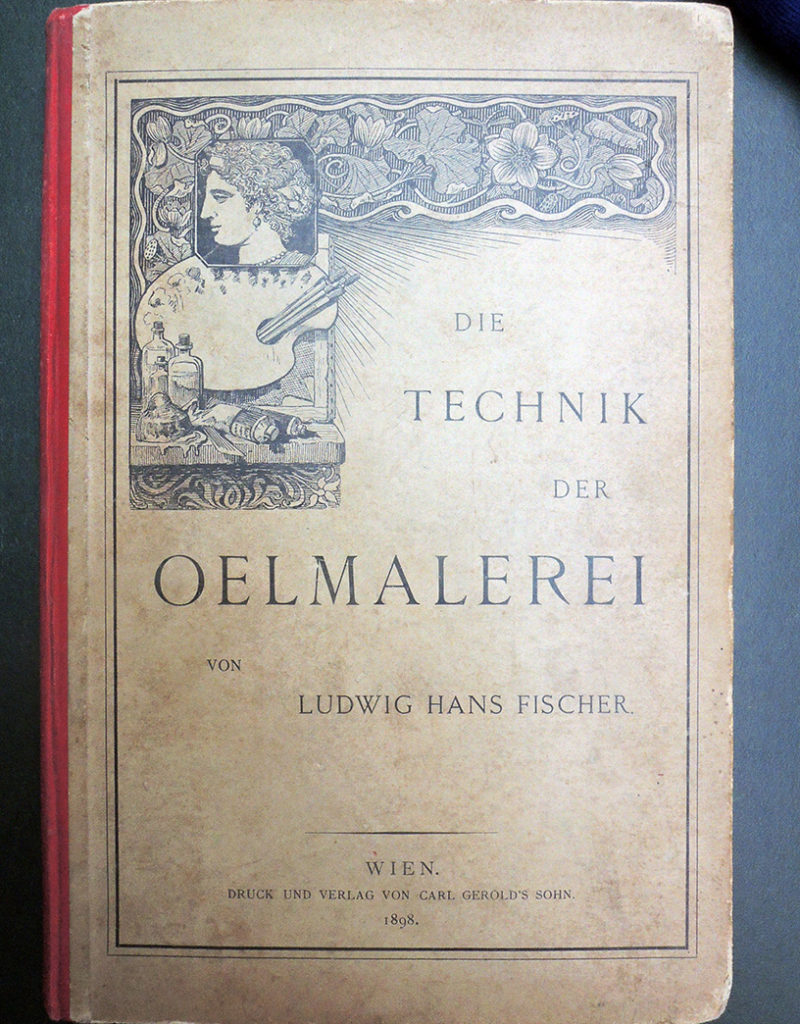 DIE
TECHNIK
DER
OELMALEREI
VON
LUDWIG HANS FISCHER.
WIEN.
DRUCK UND VERLAG VON CARL GEROLD'S SOHN.
1898.